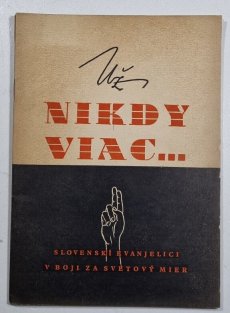 Už
NIKDY
VIAC...
SLOVENSKÍ EVANJELICI
V BOJI ZA SVETOVÝ MIER